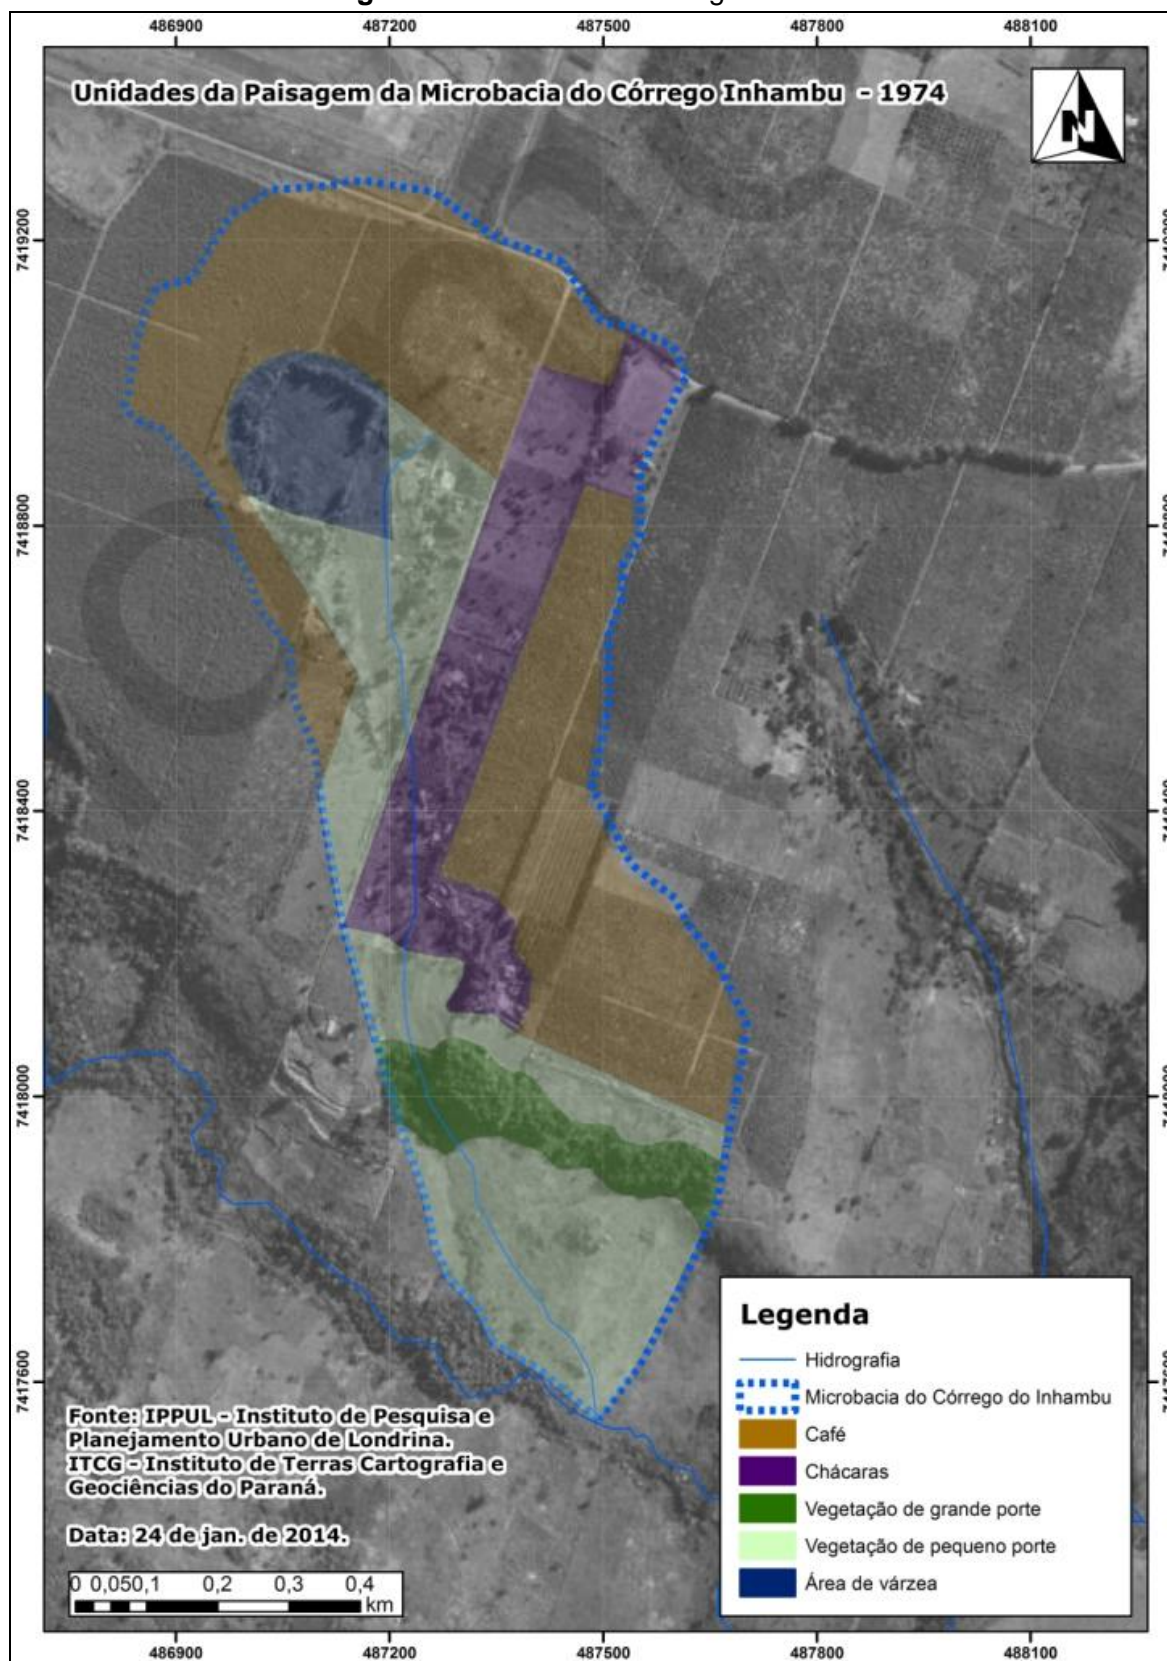 486900 487200 487500 487800 488100
Unidades da Paisagem da Microbacia do Córrego Inhambu - 1974
N
7419200
7418800
7418400
7418000
7417600
Legenda
Hidrografia
Microbacia do Córrego do Inhambu
Café
Chácaras
Vegetação de grande porte
Vegetação de pequeno porte
Área de várzea
Fonte: IPPUL - Instituto de Pesquisa e
Planejamento Urbano de Londrina.
ITCG - Instituto de Terras Cartografia e
Geociências do Paraná.
Data: 24 de jan. de 2014.
0 0,050,1 0,2 0,3 0,4
km
486900 487200 487500 487800 488100